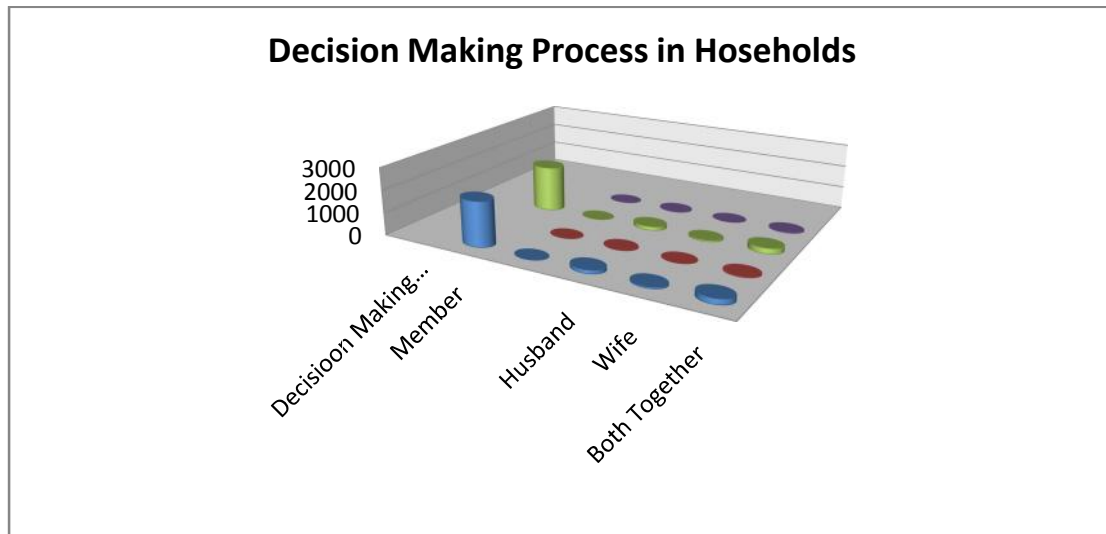 Decision Making Process in Hoseholds
3000
2000
1000
0
Decisioon Making...
Member
Husband
Wife
Both Together